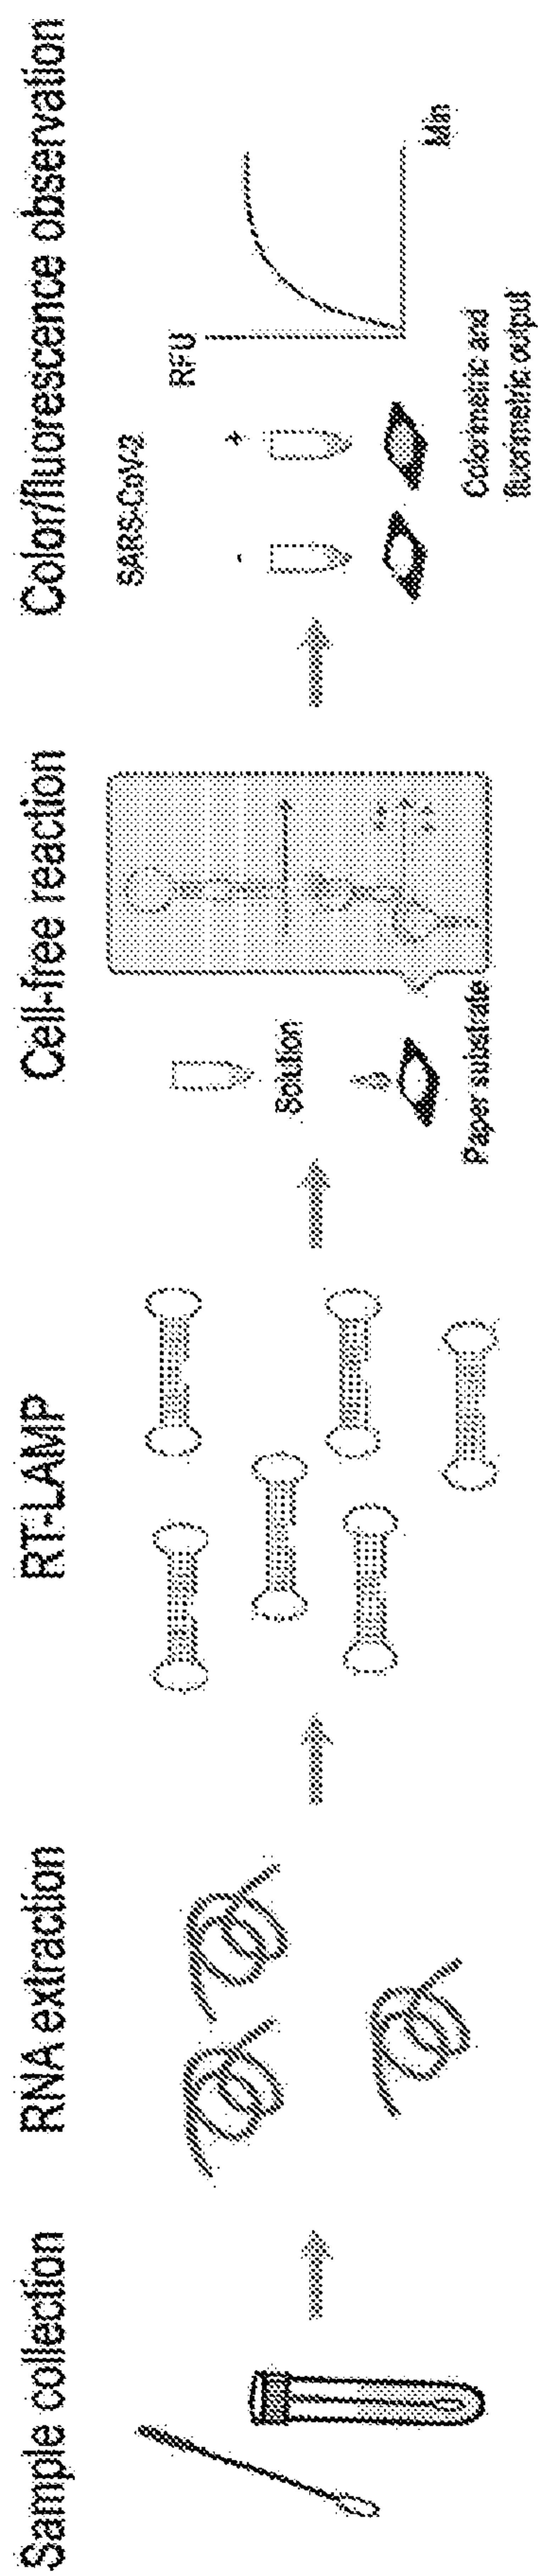 Sample collection
RNA extraction
RT-LAMP
Cell-free reaction
Solution
Paper substrate
Color/fluorescence observation
SARS-CoV-2
- +
RFU
Min
Colorimetric and
fluorimetric output